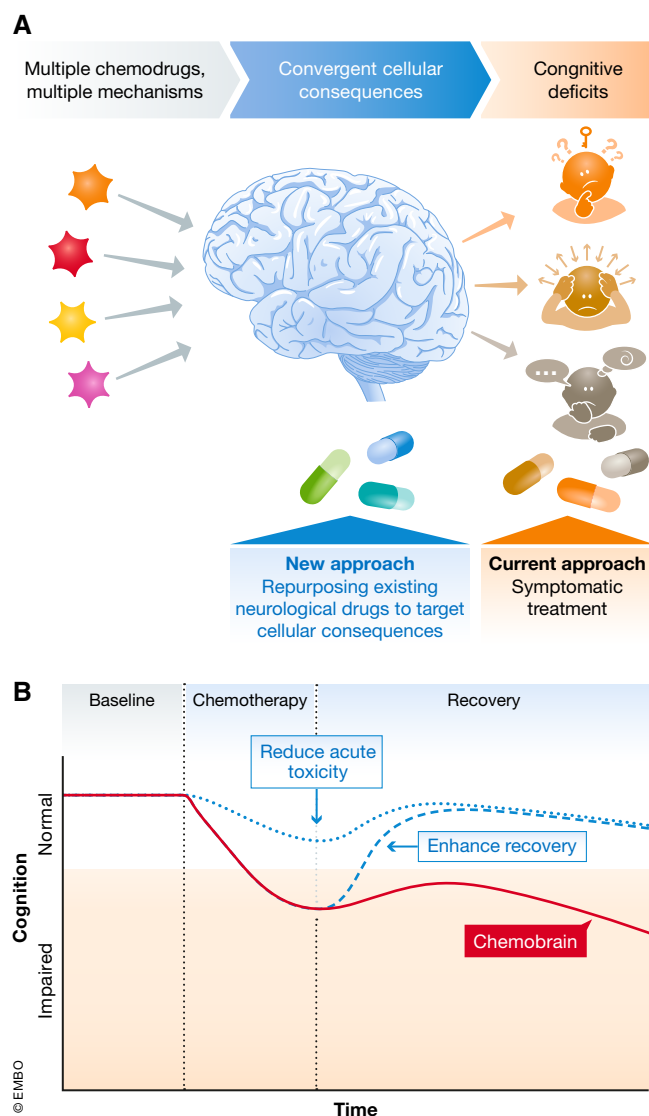 A
Multiple chemodrugs,
multiple mechanisms
Convergent cellular
consequences
Congnitive
deficits
? ? ? ?
...
New approach
Repurposing existing
neurological drugs to target
cellular consequences
Current approach
Symptomatic
treatment
B
Baseline
Chemotherapy
Recovery
Reduce acute
toxicity
Enhance recovery
Chemobrain
Normal
Impaired
Cognition
Time
© EMBO